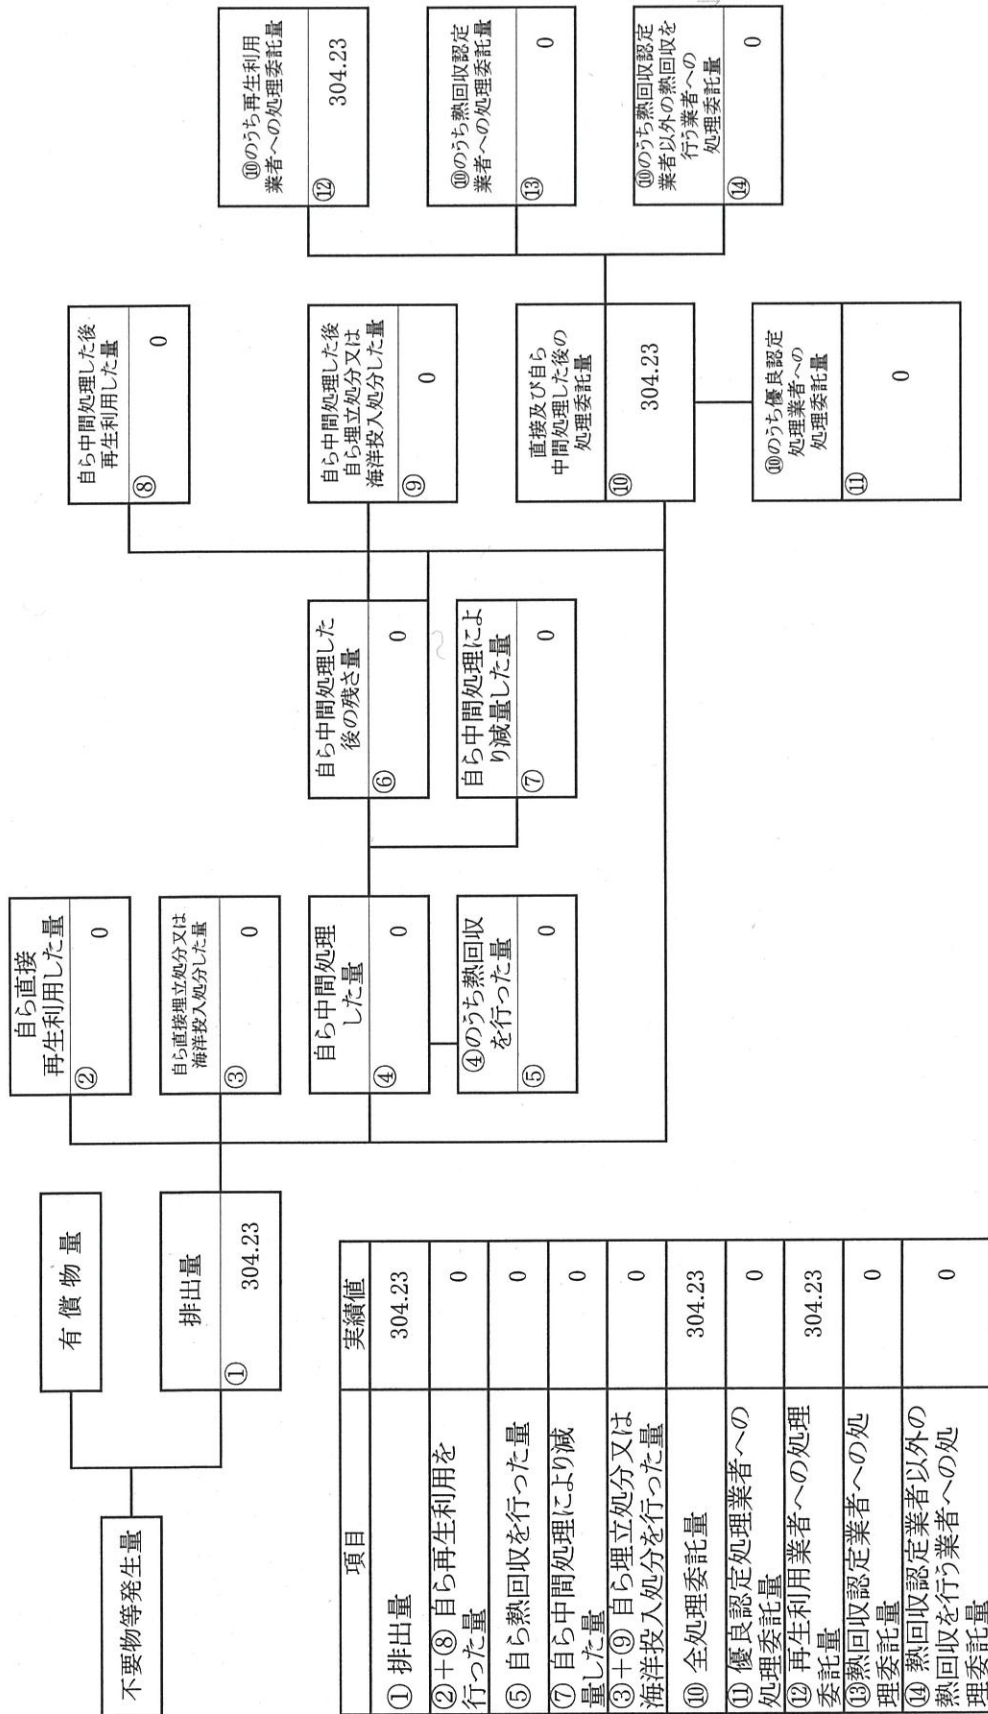 不要物等発生量
有償物量
排出量
①
304.23
自ら直接
再生利用した量
②
0
自ら直接埋立処分又は
海洋投入処分した量
③
0
自ら中間処理
した量
④
0
④のうち熱回収
を行った量
⑤
0
自ら中間処理した
後の残さ量
⑥
0
自ら中間処理によ
り減量した量
⑦
0
自ら中間処理した後
再生利用した量
⑧
0
自ら中間処理した後
自ら埋立処分又は
海洋投入処分した量
⑨
0
直接及び自ら
中間処理した後の
処理委託量
⑩
304.23
⑩のうち優良認定
処理業者への
処理委託量
⑪
0
⑩のうち再生利用
業者への処理委託量
⑫
304.23
⑩のうち熱回収認定
業者への処理委託量
⑬
0
⑩のうち熱回収認定
業者以外の熱回収を
行う業者への
処理委託量
⑭
0
項目 実績値
① 排出量 304.23
②+⑧ 自ら再生利用を
行った量 0
⑤ 自ら熱回収を行った量 0
⑦ 自ら中間処理により減
量した量 0
③+⑨ 自ら埋立処分又は
海洋投入処分を行った量 0
⑩ 全処理委託量 304.23
⑪ 優良認定処理業者への
処理委託量 0
⑫ 再生利用業者への処理
委託量 304.23
⑬熱回収認定業者への処
理委託量 0
⑭ 熱回収認定業者以外の
熱回収を行う業者への処
理委託量 0